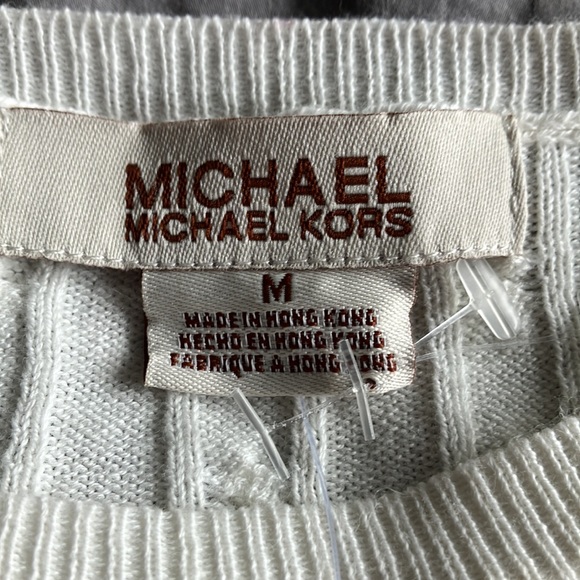 MICHAEL
MICHAEL KORS
M
MADE IN HONG KONG
HECHO EN HONG KONG
FABRIQUE A HONG KONG